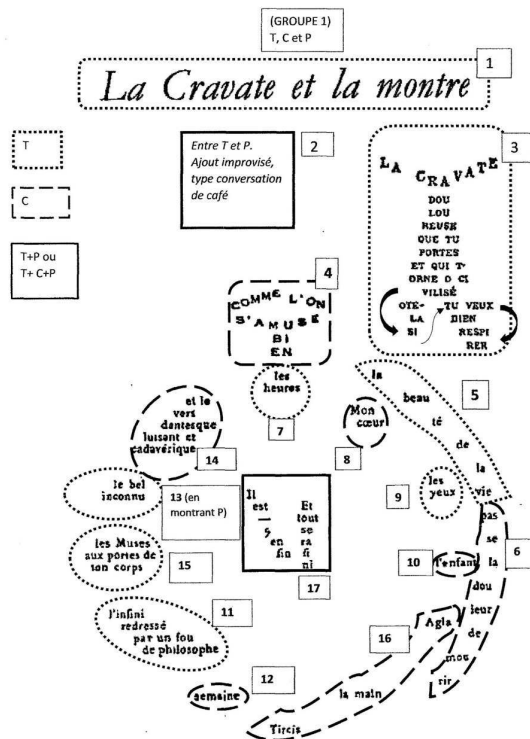 (GROUPE 1)
T, C et P
La Cravate et la montre
1
T
C
T+P ou
T+ C+P
Entre T et P.
Ajout improvisé,
type conversation
de café
2
3
LA CRAVATE
DOU
LOU
REUSE
QUE TU
PORTES
ET QUI T'
ORNE O CI
VILISÉ
OTE- TU VEUX
LA BIEN
SI RESPI
RER
4
COMME L'ON
S'AMUSE
BI
EN
les
heures
7
et le
vers
dantesque
luisant et
cadavérique
14
Mon
cœur
8
la
beau
té
de
la
vie
5
pas
se
la
dou
leur
de
mou
rir
6
le bel
inconnu
13 (en
montrant P)
les
yeux
9
Il
est
—
5
en
fin
Et
tout
se
ra
fi
ni
17
les Muses
aux portes de
ton corps
15
l'enfant
10
l'infini
redressé
par un fou
de philosophe
11
semaine
12
Agla
la main
Tircis
16